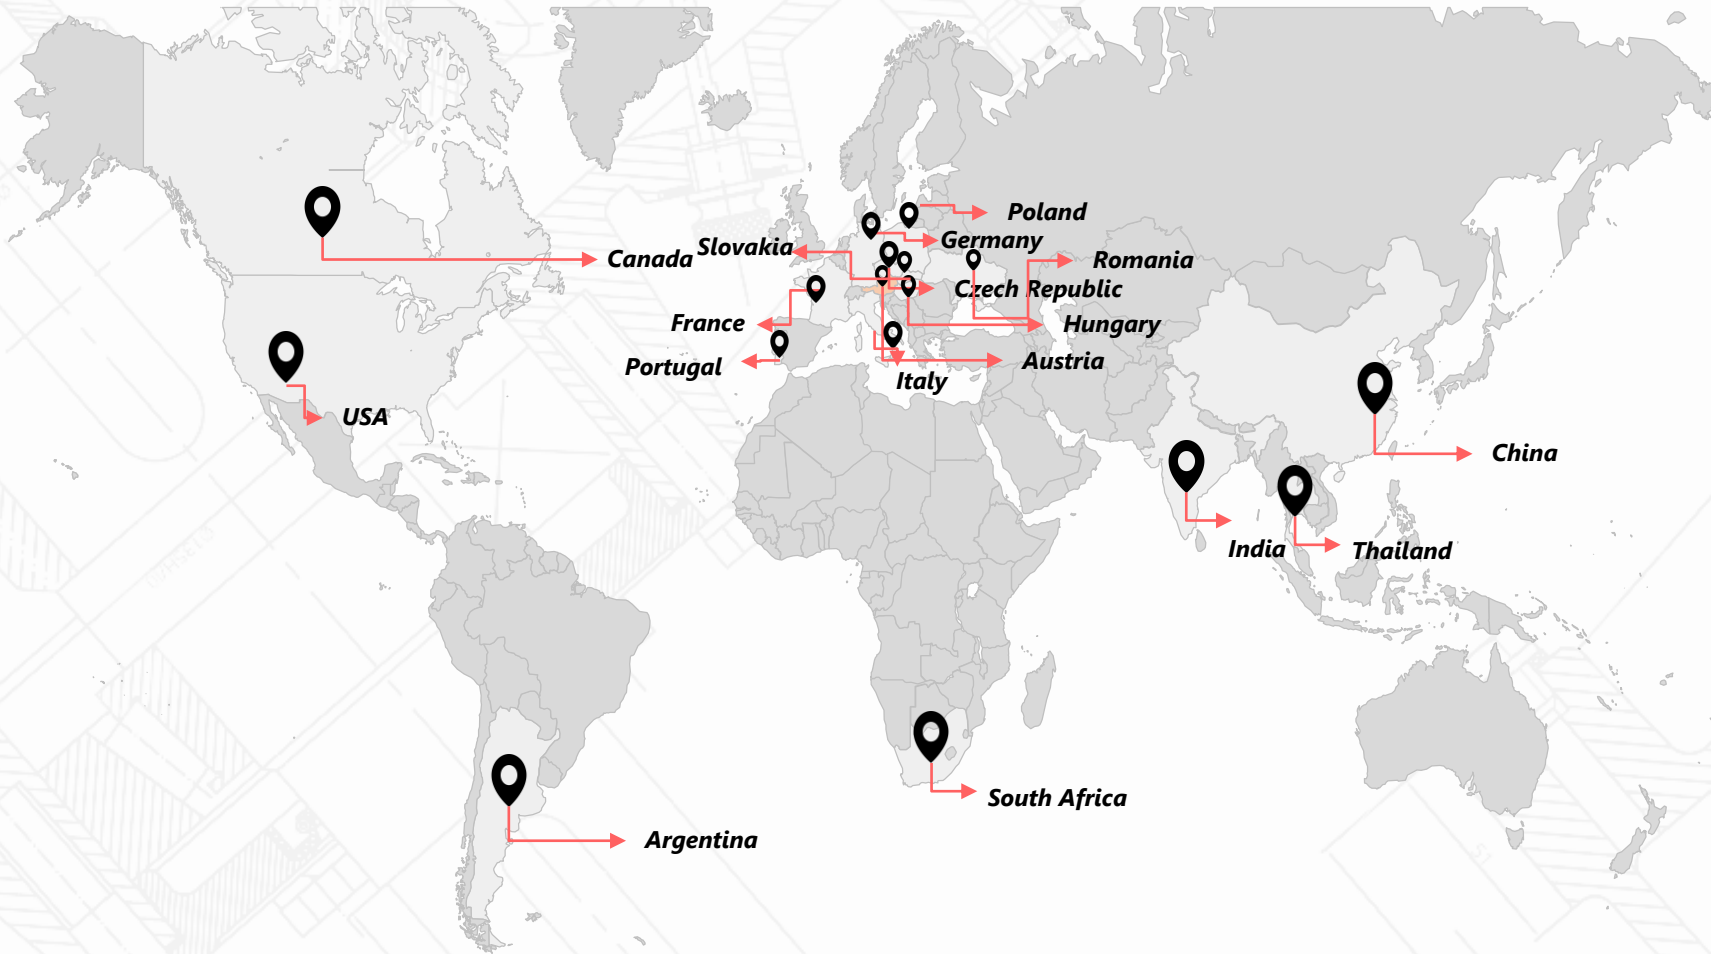 Poland
Germany
Slovakia
Canada
Romania
Czech Republic
France
Hungary
Portugal
Austria
Italy
USA
China
India
Thailand
South Africa
Argentina